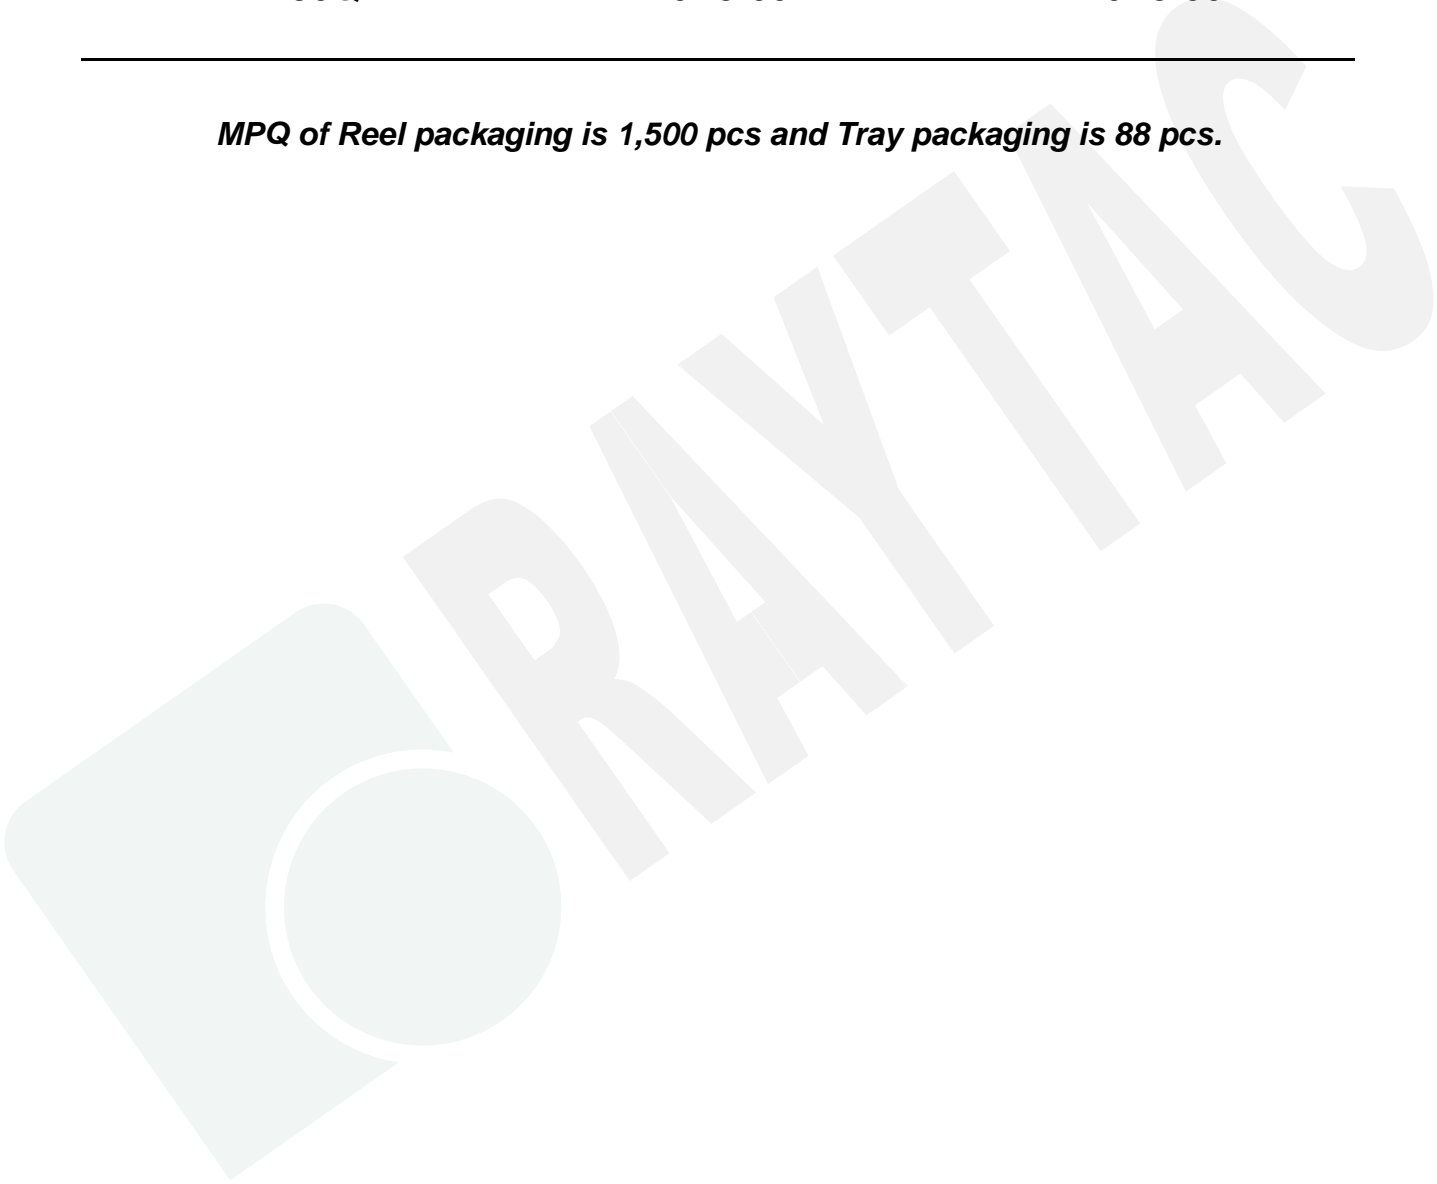 MPQ of Reel packaging is 1,500 pcs and Tray packaging is 88 pcs.
RAYTAC